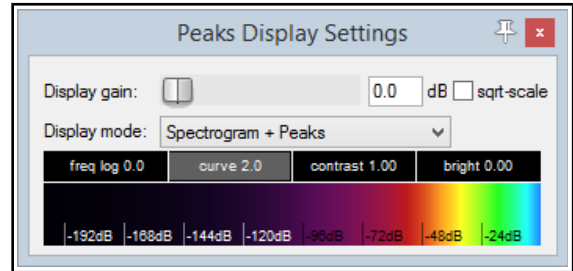 Peaks Display Settings
Display gain: 0.0 dB sqrt-scale
Display mode: Spectrogram + Peaks
freq log 0.0 curve 2.0 contrast 1.00 bright 0.00
-192dB -168dB -144dB -120dB -96dB -72dB -48dB -24dB